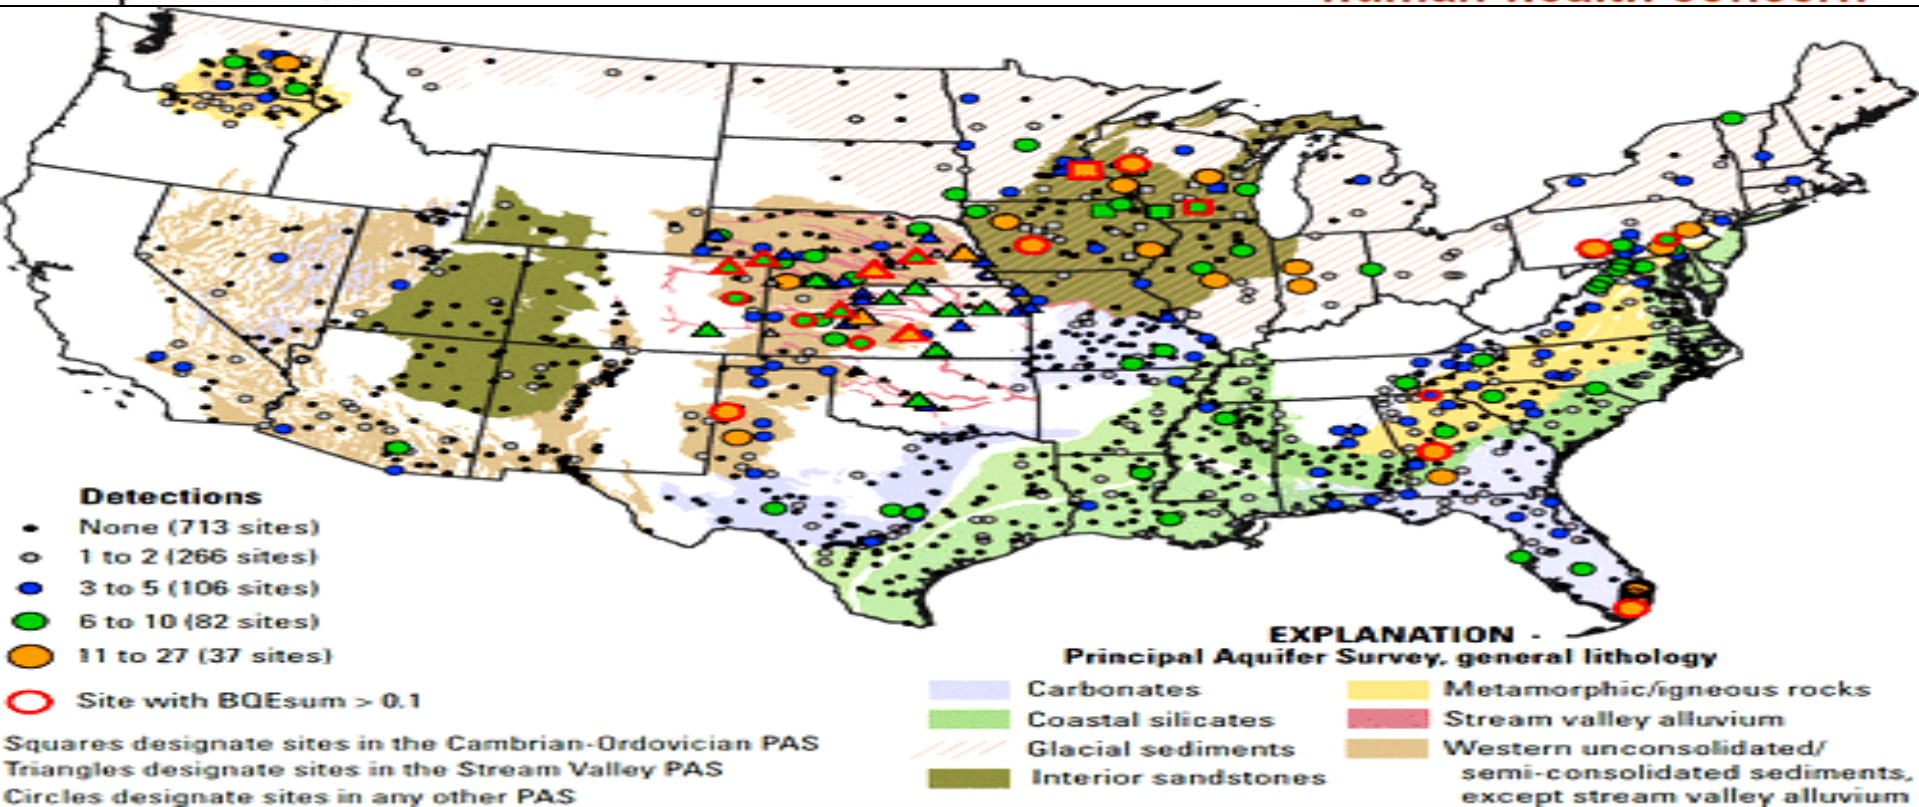 human-health concern
Detections
None (713 sites)
1 to 2 (266 sites)
3 to 5 (106 sites)
6 to 10 (82 sites)
11 to 27 (37 sites)
Site with BQEsum > 0.1
Squares designate sites in the Cambrian-Ordovician PAS
Triangles designate sites in the Stream Valley PAS
Circles designate sites in any other PAS
EXPLANATION -
Principal Aquifer Survey, general lithology
Carbonates
Coastal silicates
Glacial sediments
Interior sandstones
Metamorphic/igneous rocks
Stream valley alluvium
Western unconsolidated/
semi-consolidated sediments,
except stream valley alluvium